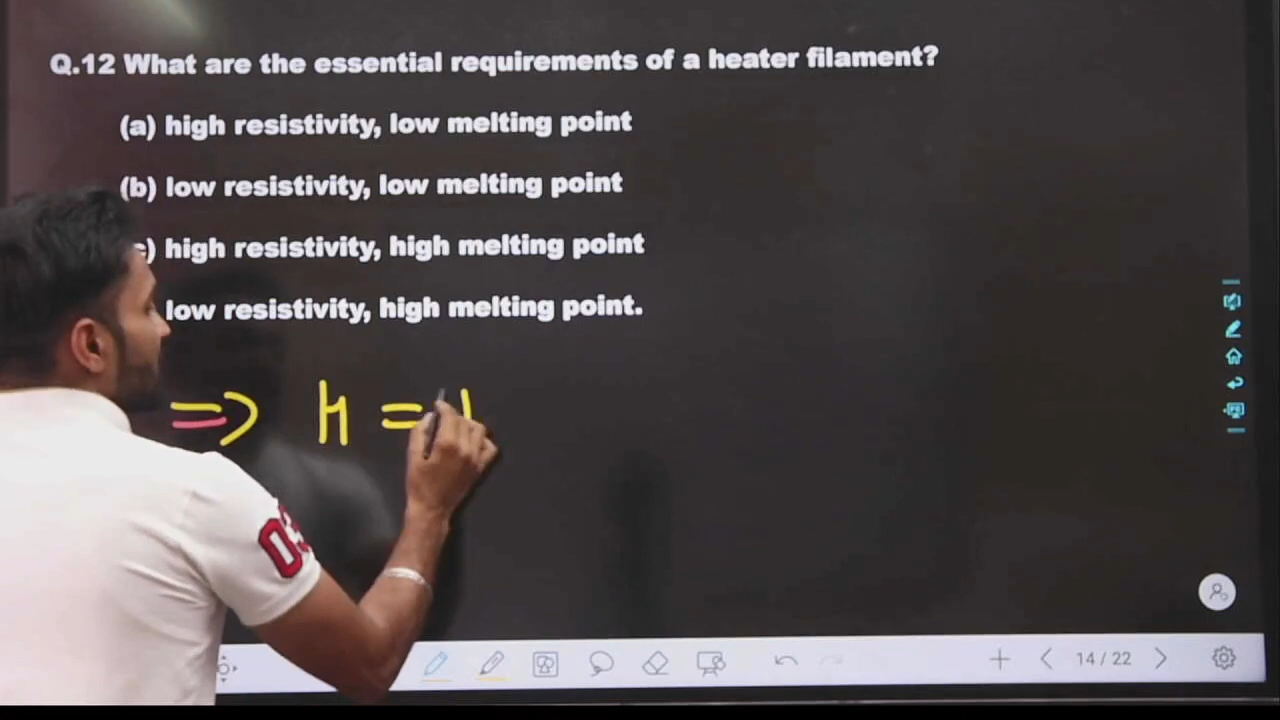 Q.12 What are the essential requirements of a heater filament?
(a) high resistivity, low melting point
(b) low resistivity, low melting point
c) high resistivity, high melting point
low resistivity, high melting point.
=> H =
03
14 / 22